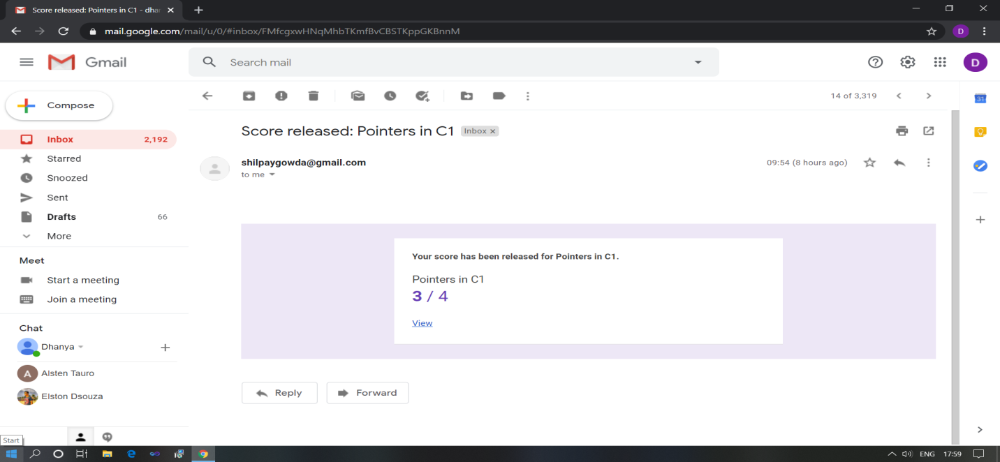 Score released: Pointers in C1 - dhar
mail.google.com/mail/u/0/#inbox/FMfcgxwHNqMhbTKmfBvCBSTKppGKBnnM
D
Gmail
Search mail
D
Compose
14 of 3,319
31
Inbox 2,192
Starred
Snoozed
Sent
Drafts 66
More
Meet
Start a meeting
Join a meeting
Chat
Dhanya
A Alsten Tauro
Elston Dsouza
Score released: Pointers in C1 Inbox x
shilpaygowda@gmail.com 09:54 (8 hours ago)
to me
Your score has been released for Pointers in C1.
Pointers in C1
3 / 4
View
Reply Forward
Start
ENG 17:59